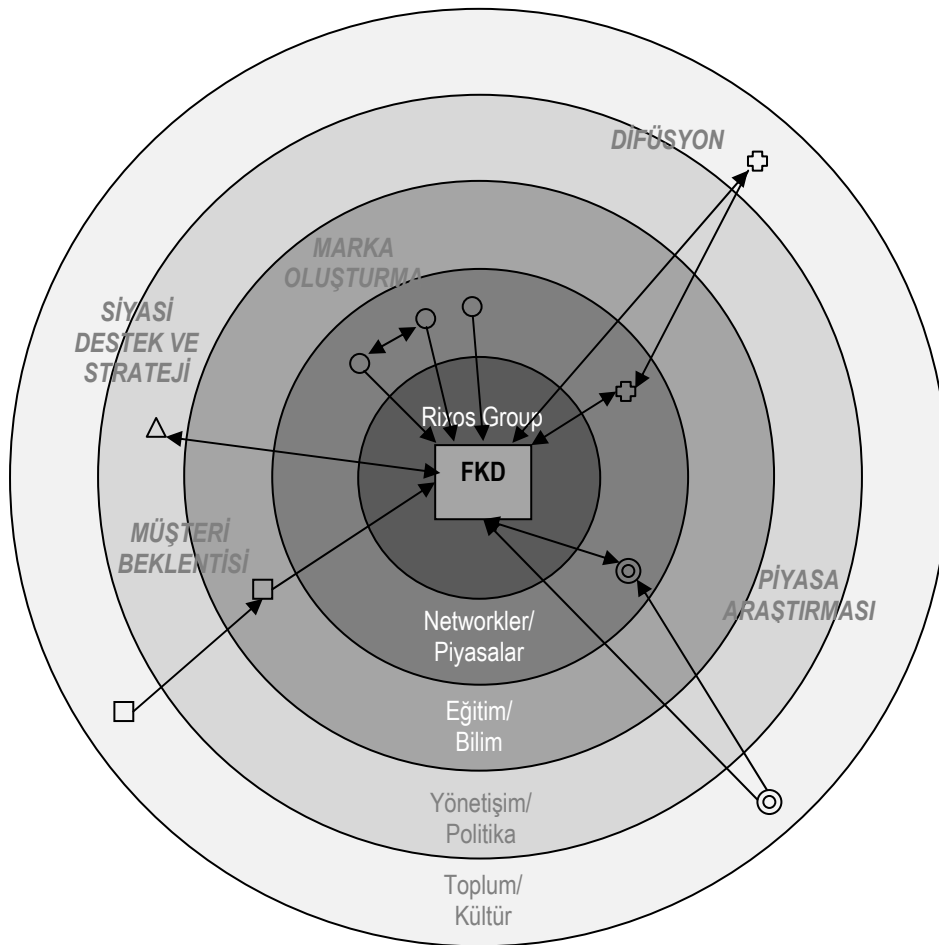 DİFÜSYON
MARKA
OLUŞTURMA
SİYASİ
DESTEK VE
STRATEJİ
Rixos Group
FKD
MÜŞTERİ
BEKLENTİSİ
PİYASA
ARAŞTIRMASI
Networkler/
Piyasalar
Eğitim/
Bilim
Yönetişim/
Politika
Toplum/
Kültür